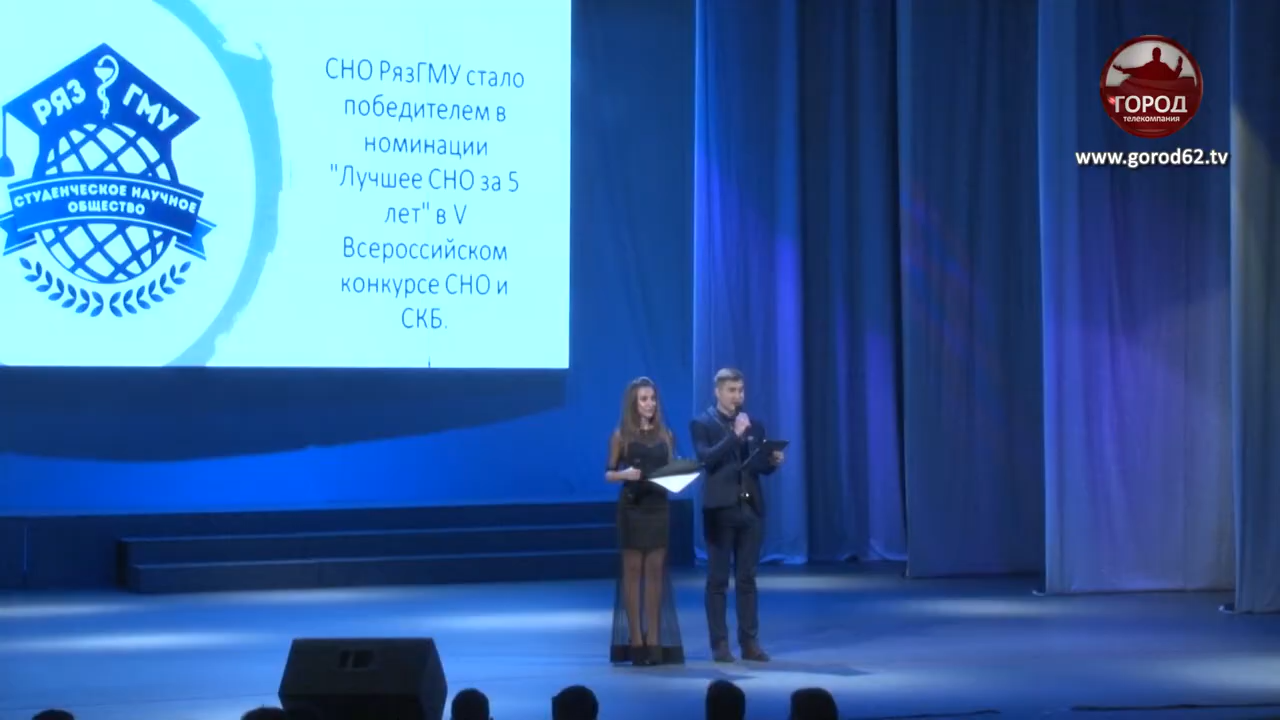 РЯЗ ГМУ
СТУДЕНЧЕСКОЕ НАУЧНОЕ
ОБЩЕСТВО
СНО РязГМУ стало
победителем в
номинации
"Лучшее СНО за 5
лет" в V
Всероссийском
конкурсе СНО и
СКБ.
ГОРОД
телекомпания
www.gorod62.tv